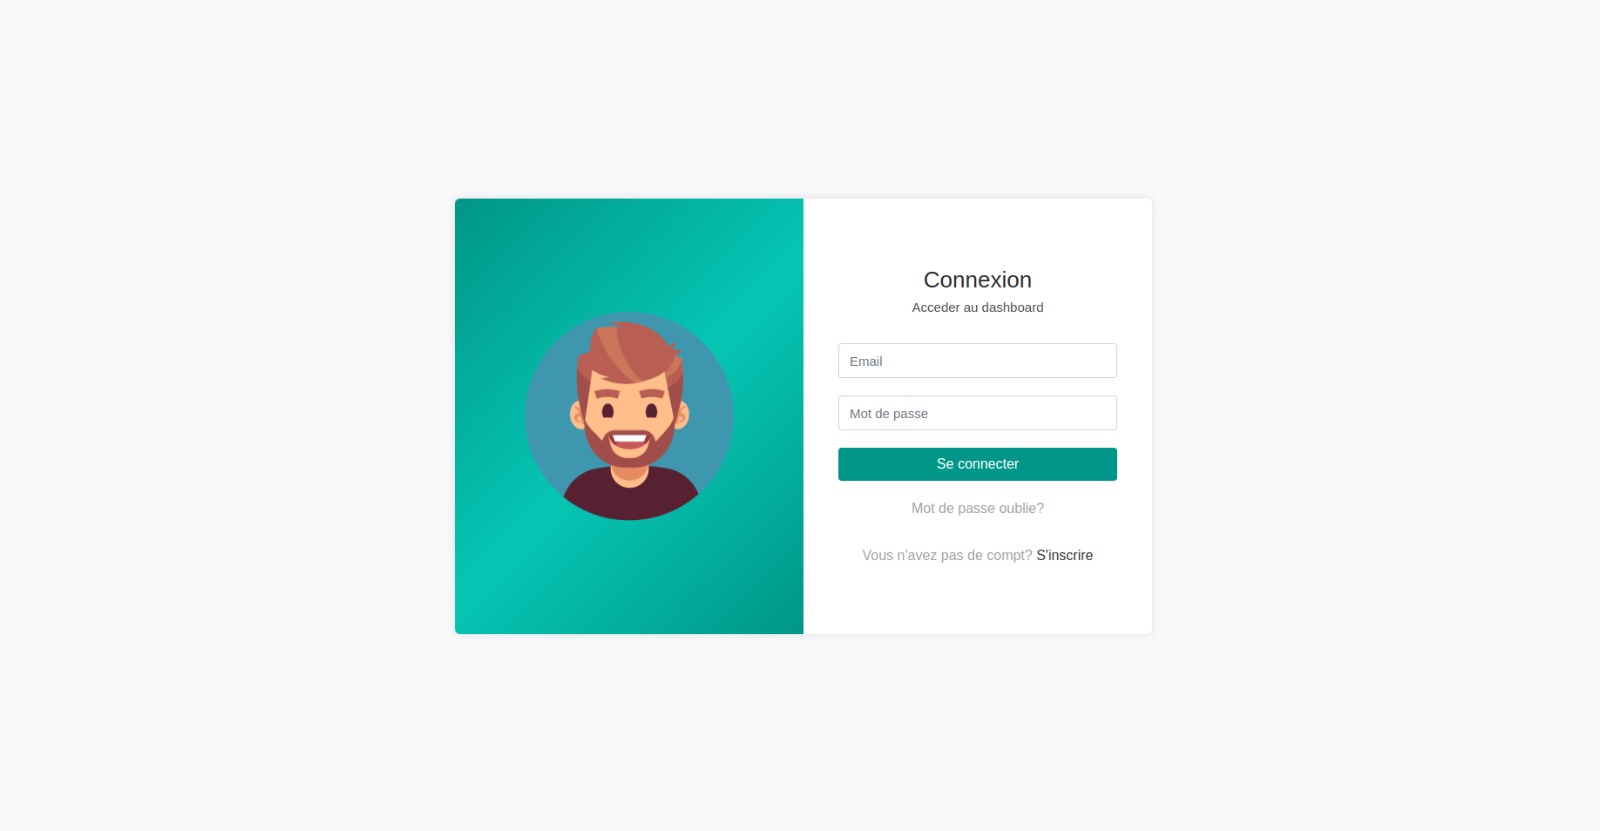 Connexion
Acceder au dashboard
Email
Mot de passe
Se connecter
Mot de passe oublie?
Vous n'avez pas de compt? S'inscrire